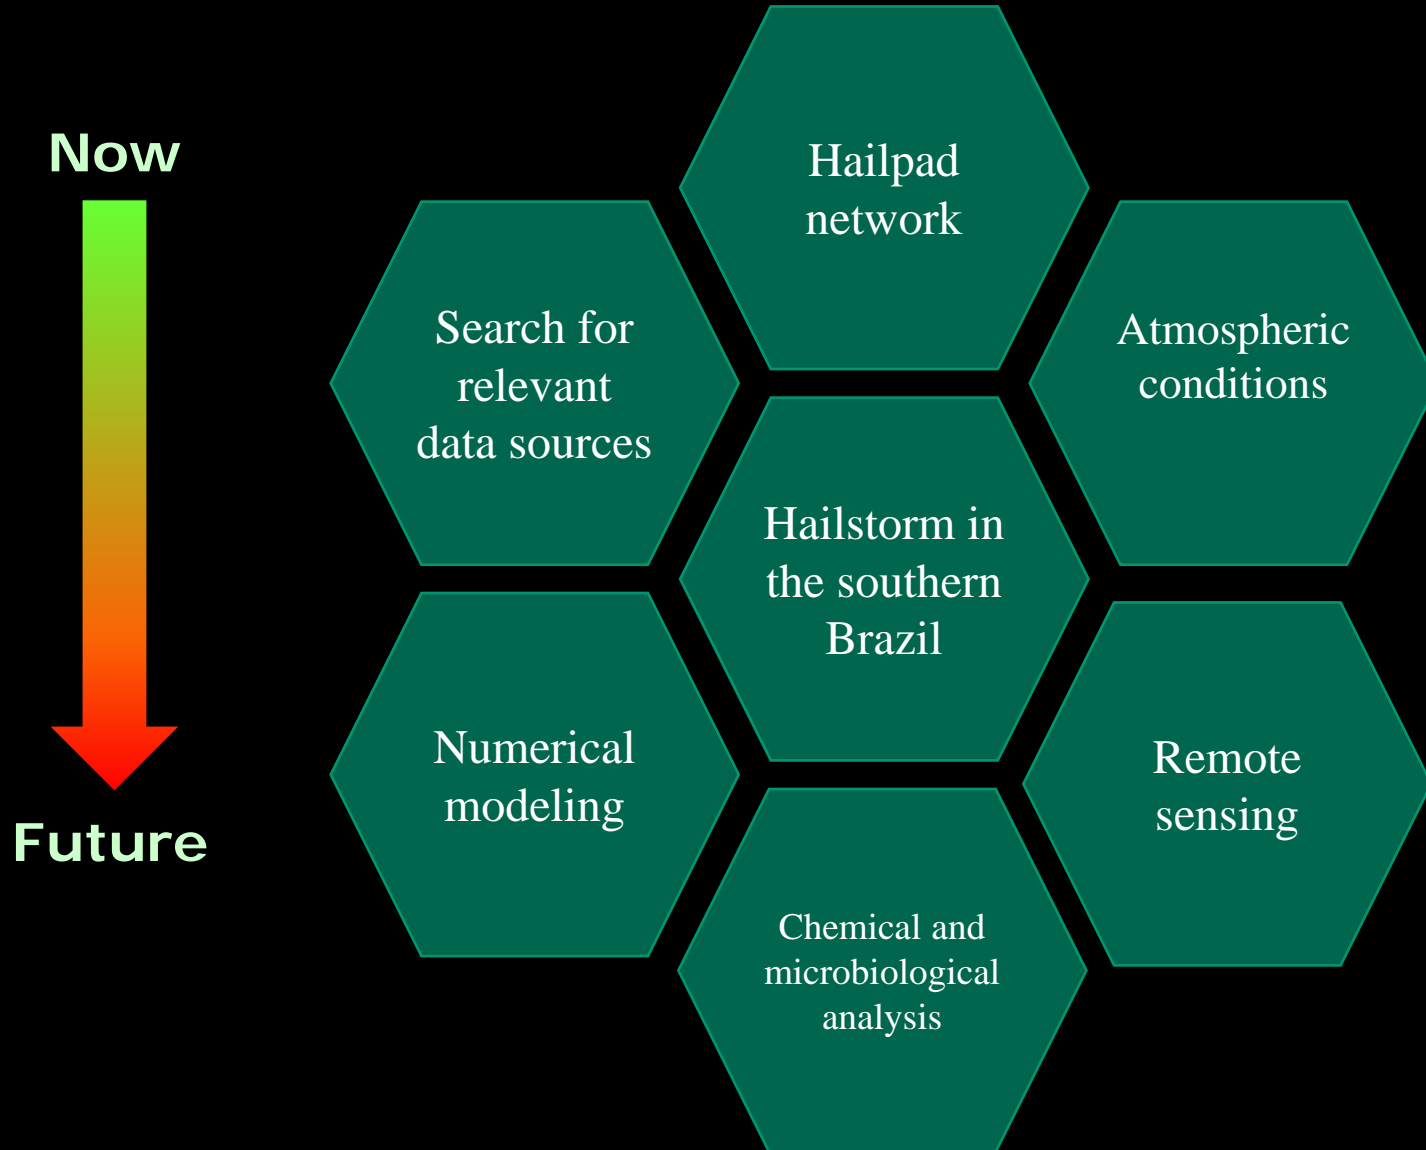 Now
Future
Hailpad
network
Search for
relevant
data sources
Atmospheric
conditions
Hailstorm in
the southern
Brazil
Numerical
modeling
Remote
sensing
Chemical and
microbiological
analysis